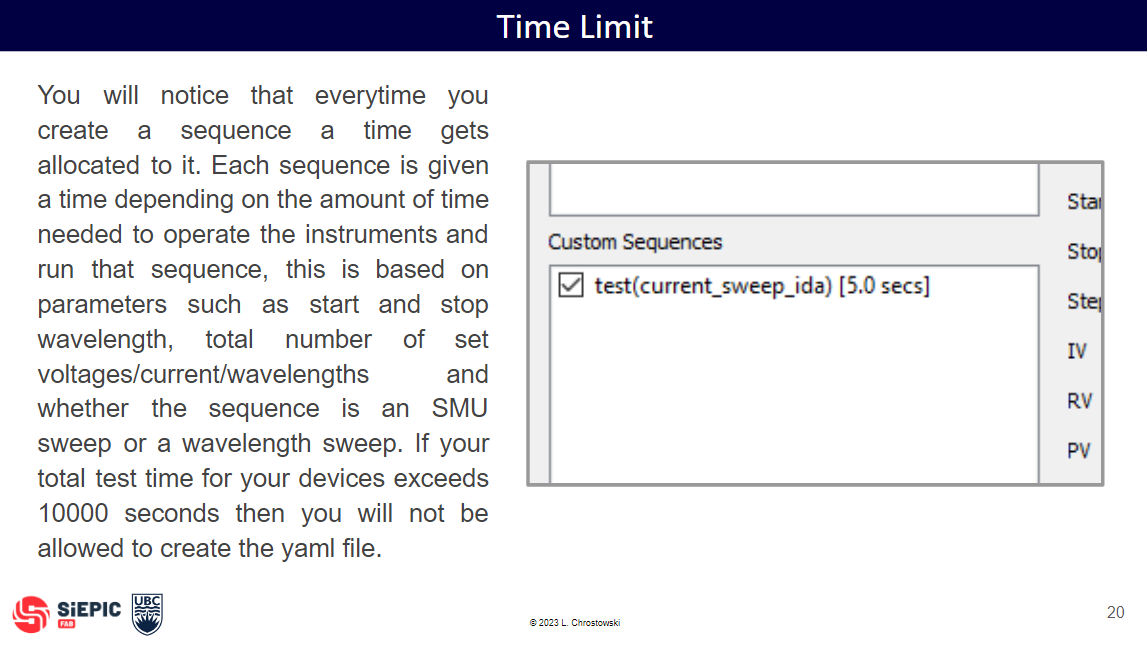 Time Limit
You will notice that everytime you
create a sequence a time gets
allocated to it. Each sequence is given
a time depending on the amount of time
needed to operate the instruments and
run that sequence, this is based on
parameters such as start and stop
wavelength, total number of set
voltages/current/wavelengths and
whether the sequence is an SMU
sweep or a wavelength sweep. If your
total test time for your devices exceeds
10000 seconds then you will not be
allowed to create the yaml file.
Star
Custom Sequences
Stop
test(current_sweep_ida) [5.0 secs]
Step
IV
RV
PV
SiEPIC
FAB
UBC
© 2023 L. Chrostowski
20